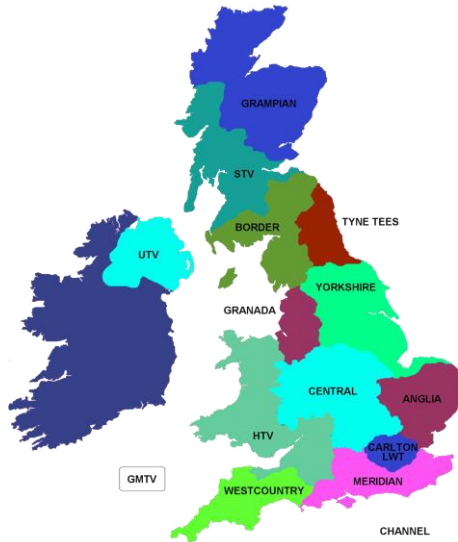 GRAMPIAN
STV
BORDER
TYNE TEES
UTV
YORKSHIRE
GRANADA
CENTRAL
ANGLIA
HTV
CARLTON
LWT
GMTV
WESTCOUNTRY
MERIDIAN
CHANNEL